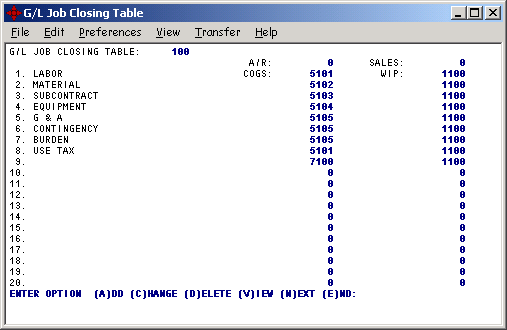 G/L Job Closing Table
File Edit Preferences View Transfer Help
G/L JOB CLOSING TABLE: 100
A/R: 0 SALES: 0
1. LABOR COGS: 5101 WIP: 1100
2. MATERIAL 5102 1100
3. SUBCONTRACT 5103 1100
4. EQUIPMENT 5104 1100
5. G & A 5105 1100
6. CONTINGENCY 5105 1100
7. BURDEN 5105 1100
8. USE TAX 5101 1100
9. 7100 1100
10. 0 0
11. 0 0
12. 0 0
13. 0 0
14. 0 0
15. 0 0
16. 0 0
17. 0 0
18. 0 0
19. 0 0
20. 0 0
ENTER OPTION (A)DD (C)HANGE (D)ELETE (V)IEW (N)EXT (E)ND: